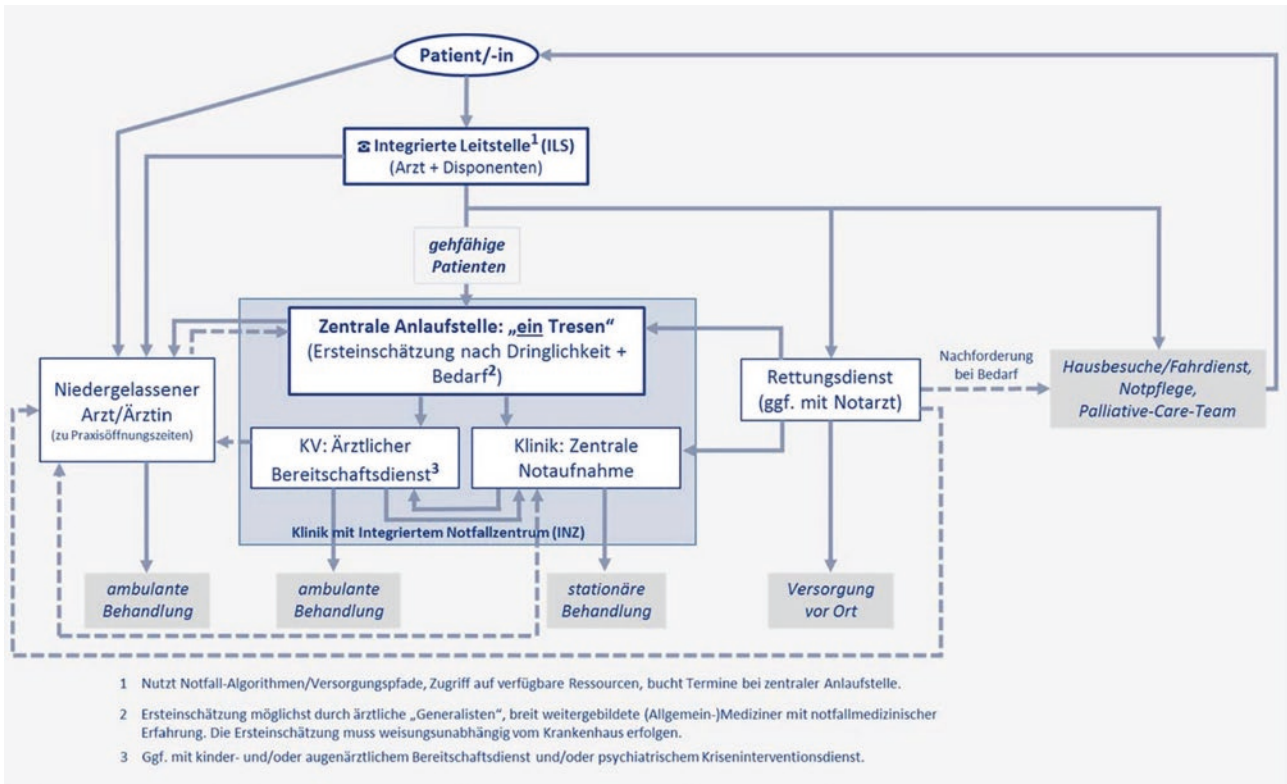 Patient/-in
☎ Integrierte Leitstelle¹ (ILS)
(Arzt + Disponenten)
gehfähige
Patienten
Zentrale Anlaufstelle: „ein Tresen“
(Ersteinschätzung nach Dringlichkeit +
Bedarf²)
Niedergelassener
Arzt/Ärztin
(zu Praxisöffnungszeiten)
KV: Ärztlicher
Bereitschaftsdienst³
Klinik: Zentrale
Notaufnahme
Klinik mit Integriertem Notfallzentrum (INZ)
Rettungsdienst
(ggf. mit Notarzt)
Nachforderung
bei Bedarf
Hausbesuche/Fahrdienst,
Notpflege,
Palliative-Care-Team
ambulante
Behandlung
ambulante
Behandlung
stationäre
Behandlung
Versorgung
vor Ort
1 Nutzt Notfall-Algorithmen/Versorgungspfade, Zugriff auf verfügbare Ressourcen, bucht Termine bei zentraler Anlaufstelle.
2 Ersteinschätzung möglichst durch ärztliche „Generalisten“, breit weitergebildete (Allgemein-)Mediziner mit notfallmedizinischer
Erfahrung. Die Ersteinschätzung muss weisungsunabhängig vom Krankenhaus erfolgen.
3 Ggf. mit kinder- und/oder augenärztlichem Bereitschaftsdienst und/oder psychiatrischem Kriseninterventionsdienst.